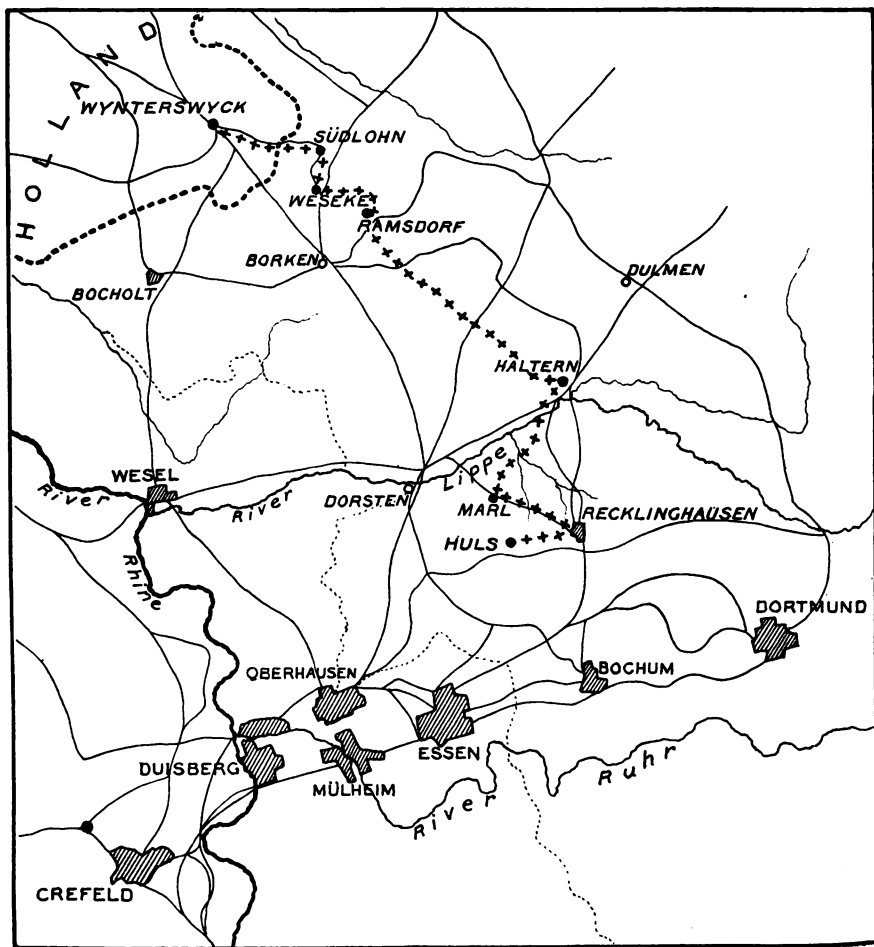 HOLLAND
WYNTERSWYCK
SÜDLOHN
WESEKE
RAMSDORF
BORKEN
DULMEN
BOCHOLT
HALTERN
WESEL
Lippe
River
River
DORSTEN
MARL
RECKLINGHAUSEN
HULS
Rhine
DORTMUND
OBERHAUSEN
BOCHUM
ESSEN
DUISBERG
MÜLHEIM
River
Ruhr
CREFELD